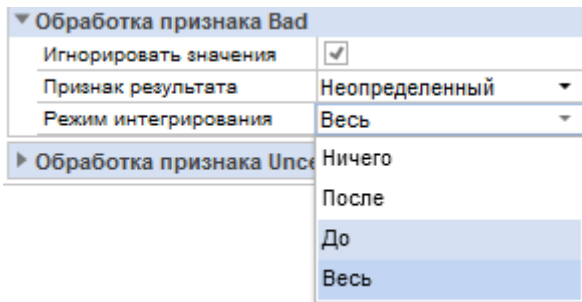 Обработка признака Bad
Игнорировать значения
Признак результата Неопределенный
Режим интегрирования Весь
Обработка признака Unce
Ничего
После
До
Весь